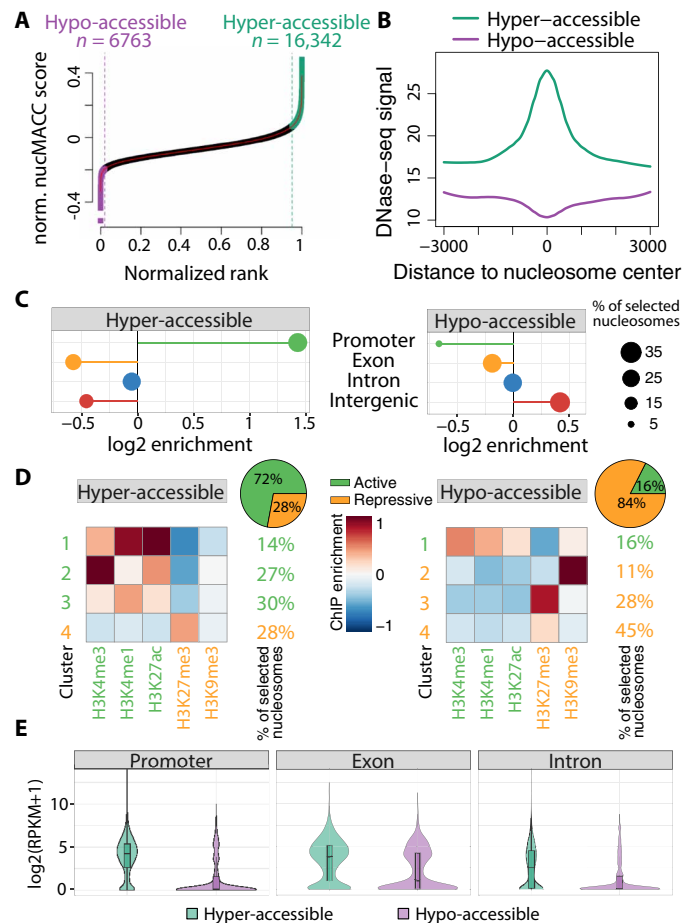 A
Hypo-accessible
n = 6763
Hyper-accessible
n = 16,342
norm. nucMACC score
0.4
0
−0.4
0
0.2
0.4
0.6
0.8
1
Normalized rank
B
Hyper−accessible
Hypo−accessible
DNase−seq signal
25
20
15
10
−3000
0
3000
Distance to nucleosome center
C
Hyper-accessible
Promoter
Exon
Intron
Intergenic
−0.5
0
0.5
1
1.5
log2 enrichment
Hypo-accessible
−0.5
0
0.5
log2 enrichment
% of selected
nucleosomes
35
25
15
5
D
Hyper-accessible
72%
28%
Active
Repressive
Hypo-accessible
16%
84%
1
2
3
4
Cluster
14%
27%
30%
28%
H3K4me3
H3K4me1
H3K27ac
H3K27me3
H3K9me3
% of selected
nucleosomes
ChIP enrichment
1
−1
1
2
3
4
Cluster
16%
11%
28%
45%
H3K4me3
H3K4me1
H3K27ac
H3K27me3
H3K9me3
% of selected
nucleosomes
E
Promoter
Exon
Intron
log2(RPKM+1)
10
5
0
Hyper-accessible
Hypo-accessible